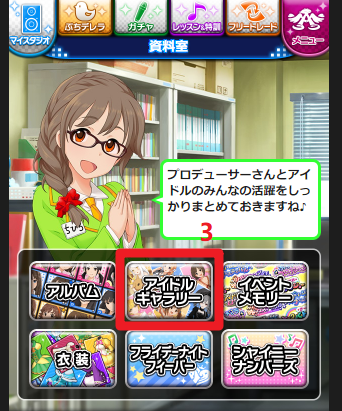 マイスタジオ
ぷちデレラ
ガチャ
レッスン&特訓
フリートレード
メニュー
資料室
ちひろ
プロデューサーさんとアイ
ドルのみんなの活躍をしっ
かりまとめておきますね♪
3
アルバム
アイドル
ギャラリー
イベント
メモリー
衣装
フライデーナイト
フィーバー
シャイニー
ナンバーズ